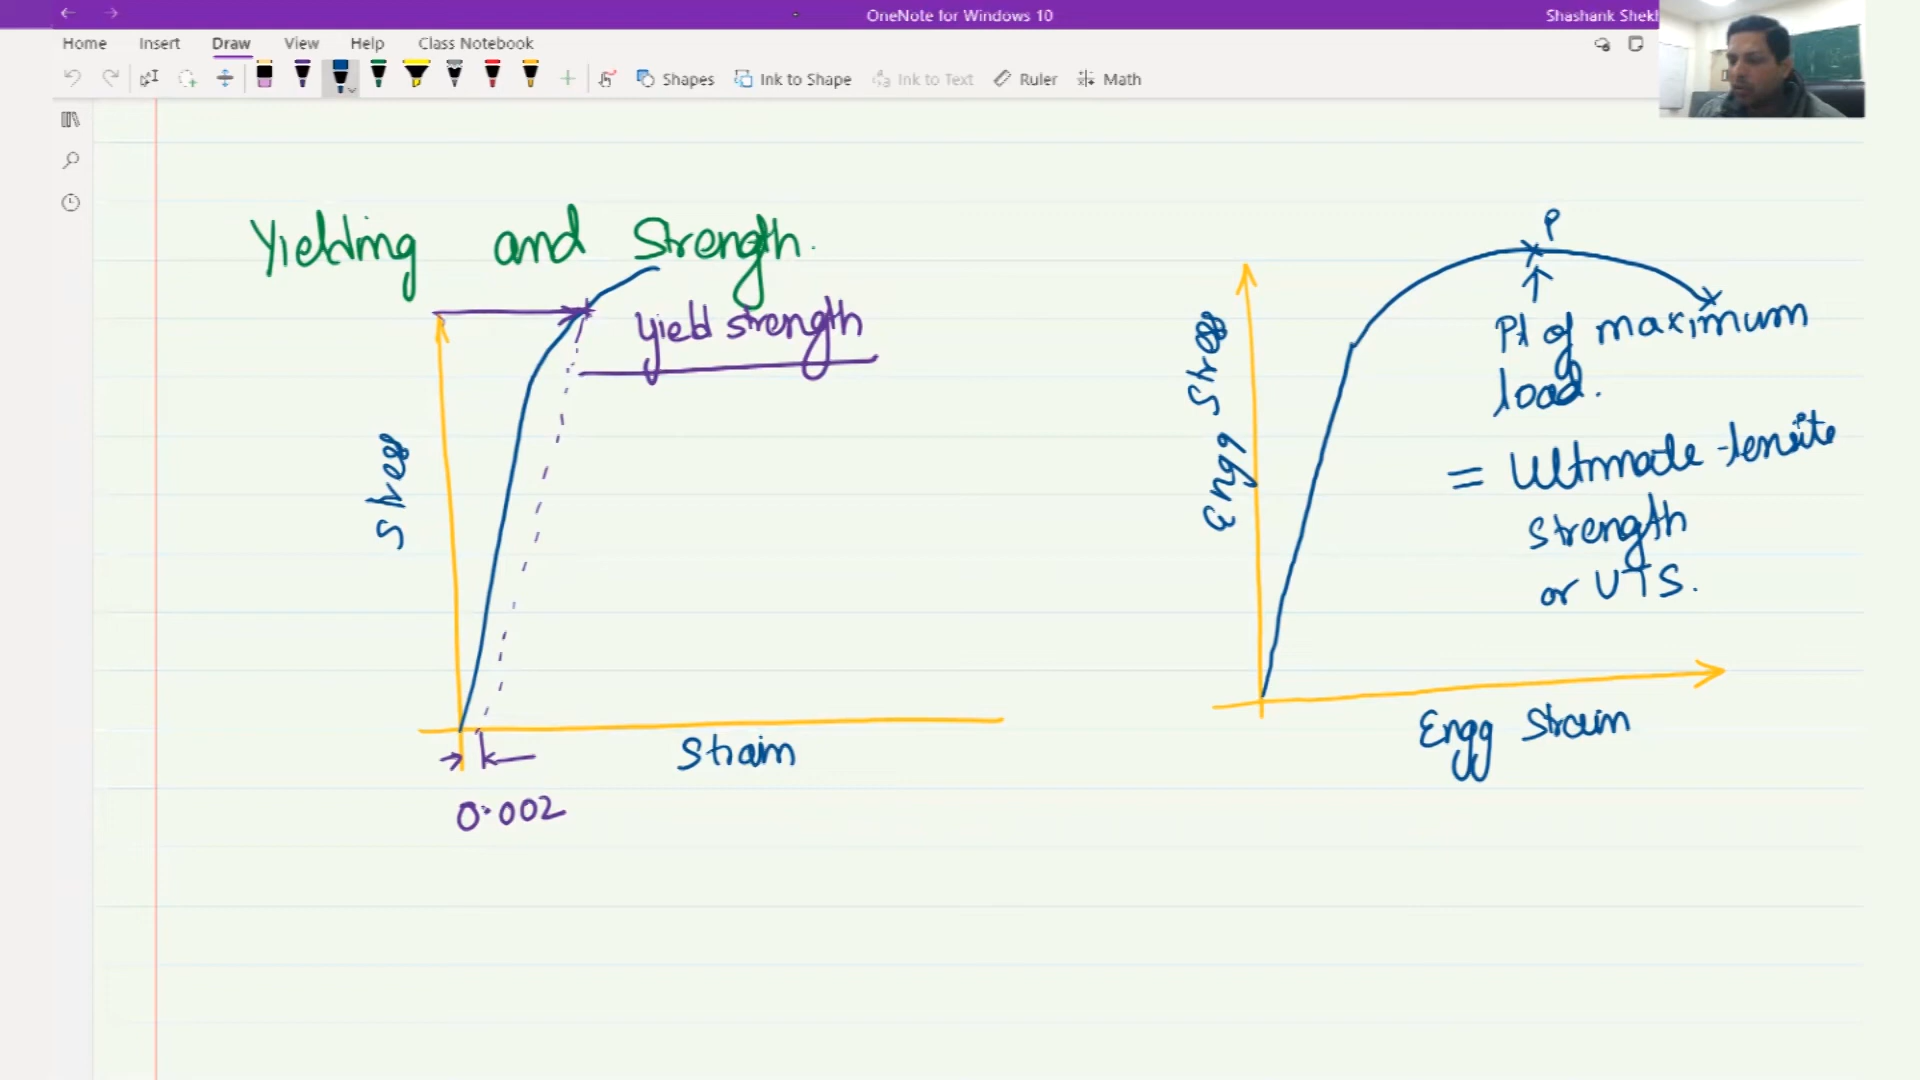 OneNote for Windows 10
Shashank Shekh
Home Insert Draw View Help Class Notebook
Shapes Ink to Shape Ink to Text Ruler Math
Yielding and Strength.
Yield strength
Stress
Strain
0.002
P
Pt of maximum
load.
= Ultimate tensile
strength
or UTS.
Engg Stress
Engg Strain